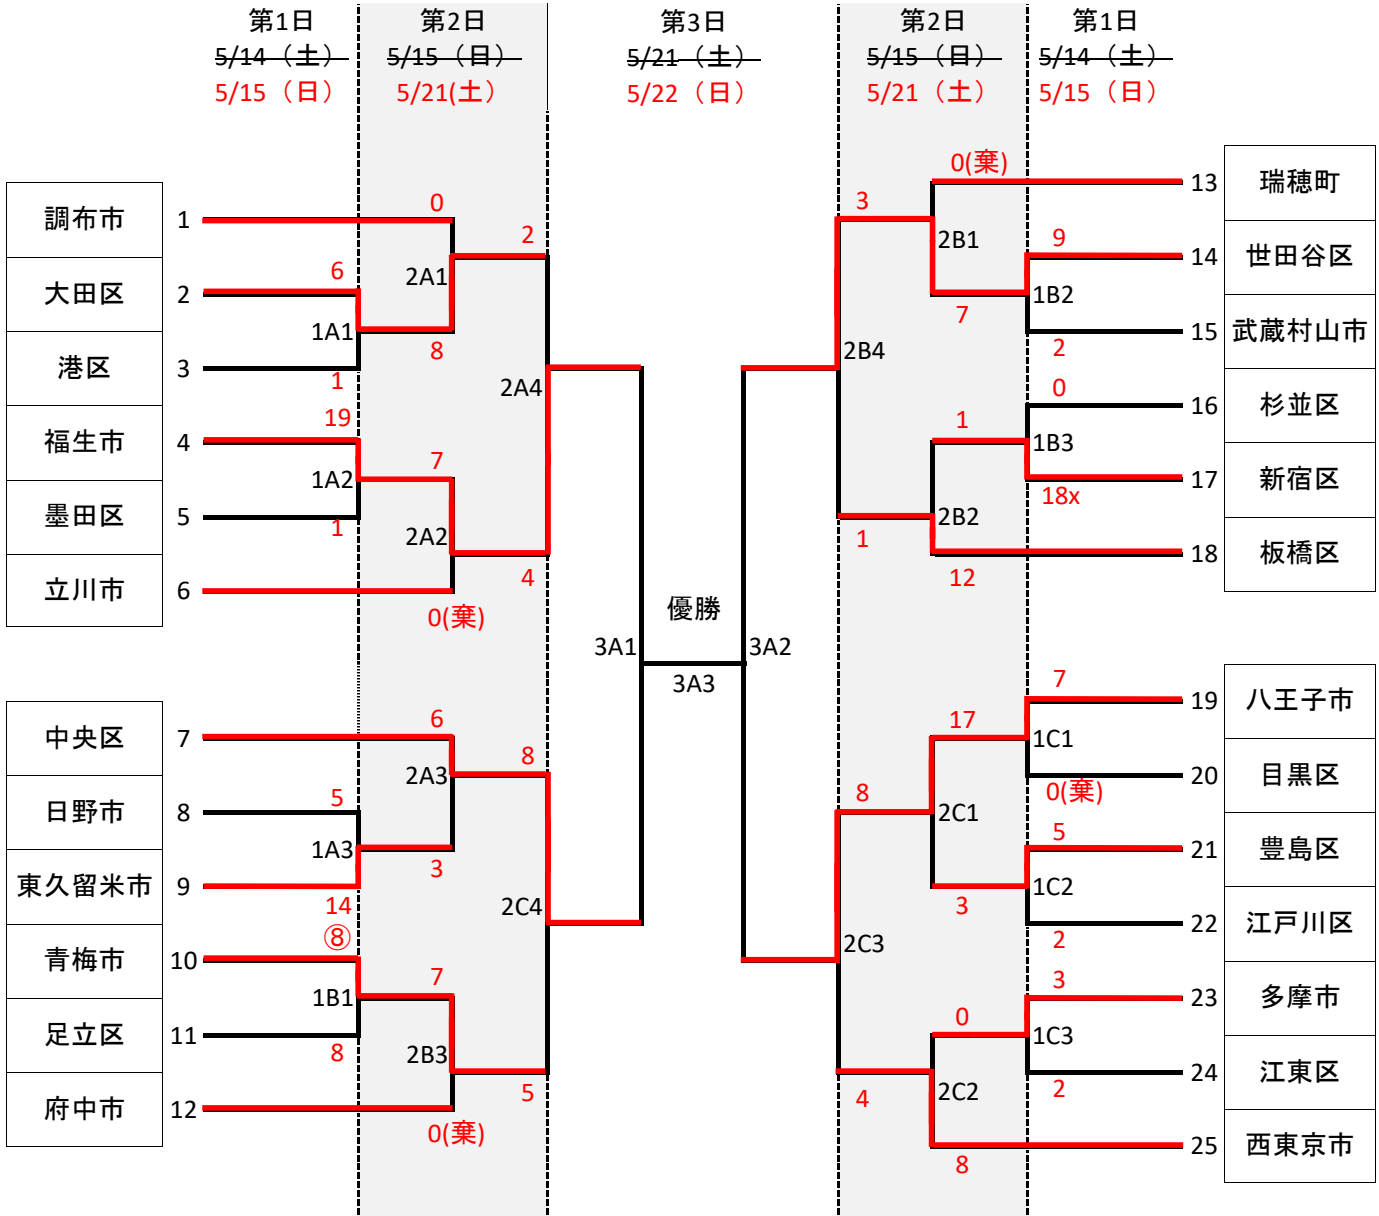 第1日
5/14（土）
5/15（日）
第2日
5/15（日）
5/21(土)
第3日
5/21（土）
5/22（日）
第2日
5/15（日）
5/21（土）
第1日
5/14（土）
5/15（日）
調布市 1
0
2
大田区 2
6
2A1
1A1
港区 3
1
8
2A4
福生市 4
19
7
1A2
墨田区 5
1
2A2
立川市 6
4
0(棄)
中央区 7
6
8
2A3
日野市 8
5
1A3
3
東久留米市 9
14
2C4
⑧
青梅市 10
7
1B1
足立区 11
8
2B3
5
府中市 12
0(棄)
優勝
3A1
3A2
3A3
0(棄)
13 瑞穂町
3
2B1
9
14 世田谷区
1B2
7
15 武蔵村山市
2
2B4
0
16 杉並区
1
1B3
17 新宿区
18x
2B2
1
18 板橋区
12
7
19 八王子市
17
1C1
20 目黒区
0(棄)
8
2C1
5
21 豊島区
1C2
3
22 江戸川区
2
2C3
3
23 多摩市
0
1C3
24 江東区
2
4
2C2
25 西東京市
8